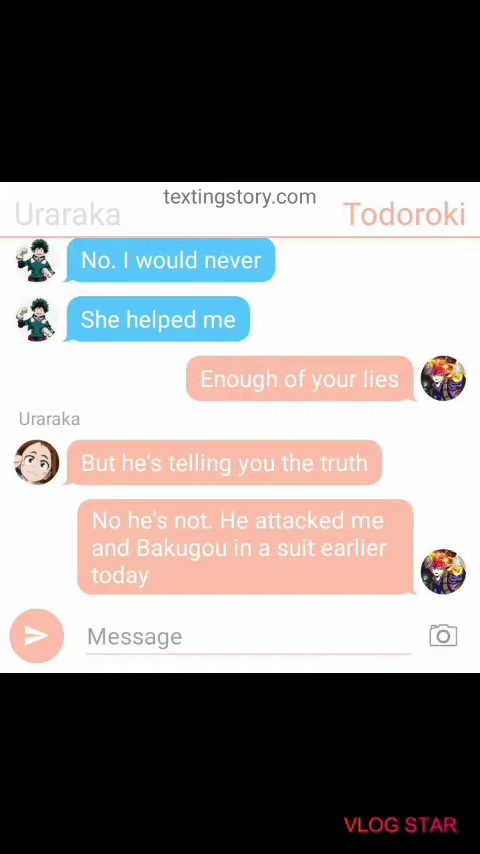 textingstory.com
Uraraka
Todoroki
No. I would never
She helped me
Enough of your lies
Uraraka
But he's telling you the truth
No he's not. He attacked me
and Bakugou in a suit earlier
today
Message
VLOG STAR